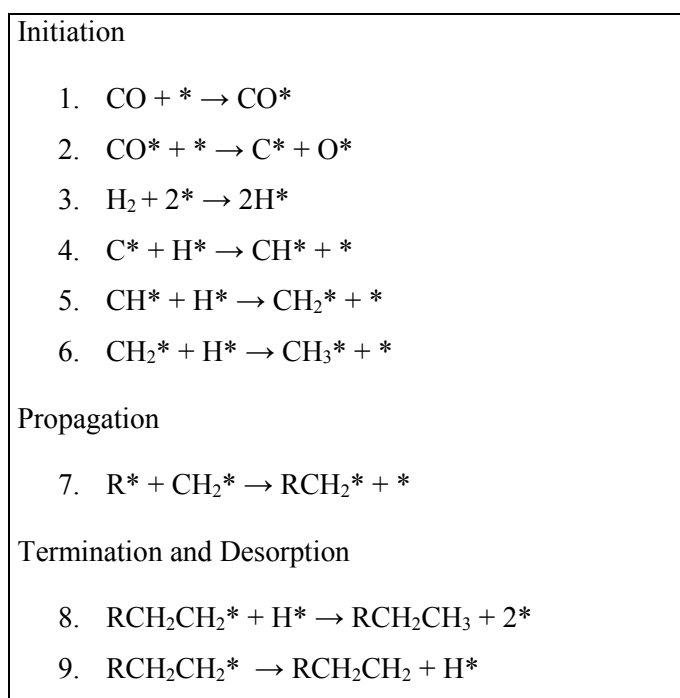 Initiation
1. CO + * → CO*
2. CO* + * → C* + O*
3. H₂ + 2* → 2H*
4. C* + H* → CH* + *
5. CH* + H* → CH₂* + *
6. CH₂* + H* → CH₃* + *
Propagation
7. R* + CH₂* → RCH₂* + *
Termination and Desorption
8. RCH₂CH₂* + H* → RCH₂CH₃ + 2*
9. RCH₂CH₂* → RCH₂CH₂ + H*